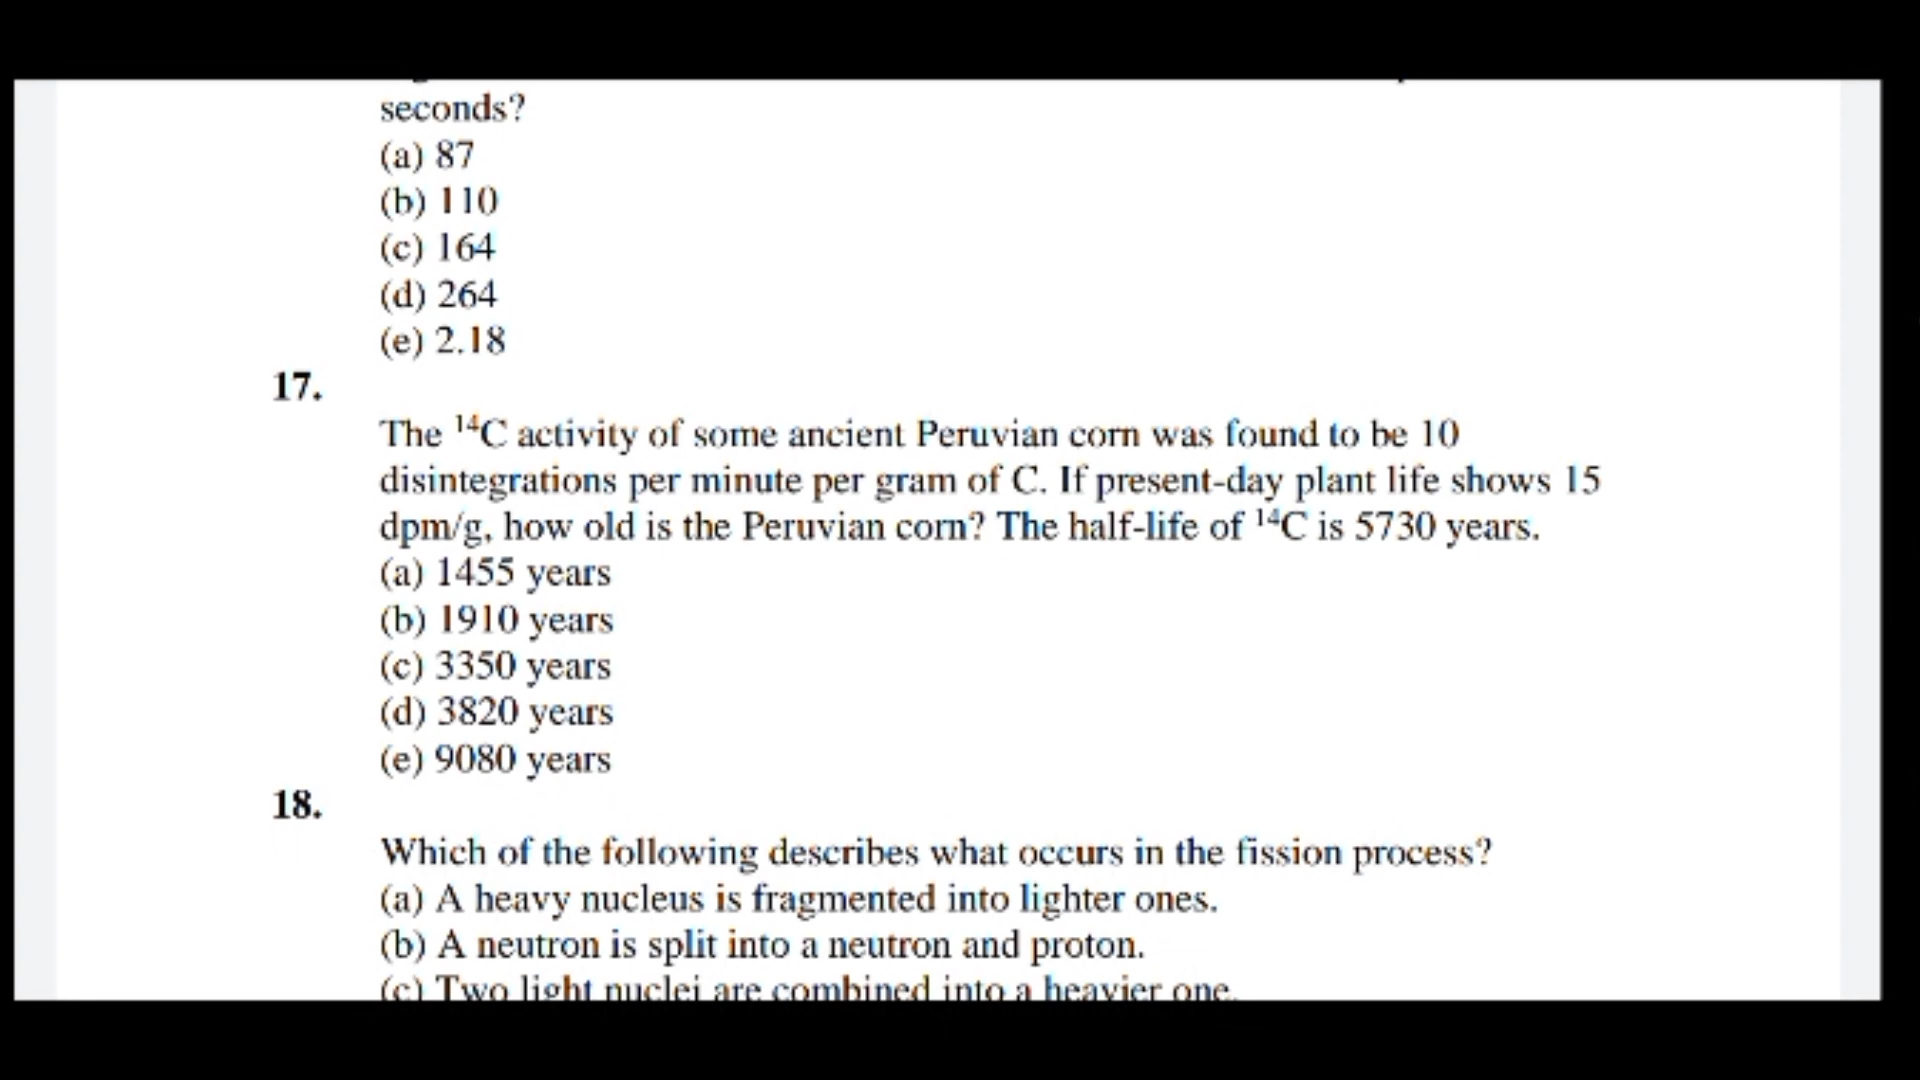 seconds?
(a) 87
(b) 110
(c) 164
(d) 264
(e) 2.18
17.
The ¹⁴C activity of some ancient Peruvian corn was found to be 10
disintegrations per minute per gram of C. If present-day plant life shows 15
dpm/g, how old is the Peruvian corn? The half-life of ¹⁴C is 5730 years.
(a) 1455 years
(b) 1910 years
(c) 3350 years
(d) 3820 years
(e) 9080 years
18.
Which of the following describes what occurs in the fission process?
(a) A heavy nucleus is fragmented into lighter ones.
(b) A neutron is split into a neutron and proton.
(c) Two light nuclei are combined into a heavier one.